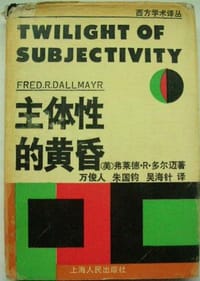 西方学术译丛
TWILIGHT OF
SUBJECTIVITY
FRED.R.DALLMAYR
主体性
的黄昏
(美)弗莱德·R·多尔迈著
万俊人 朱国钧 吴海针 译
上海人民出版社